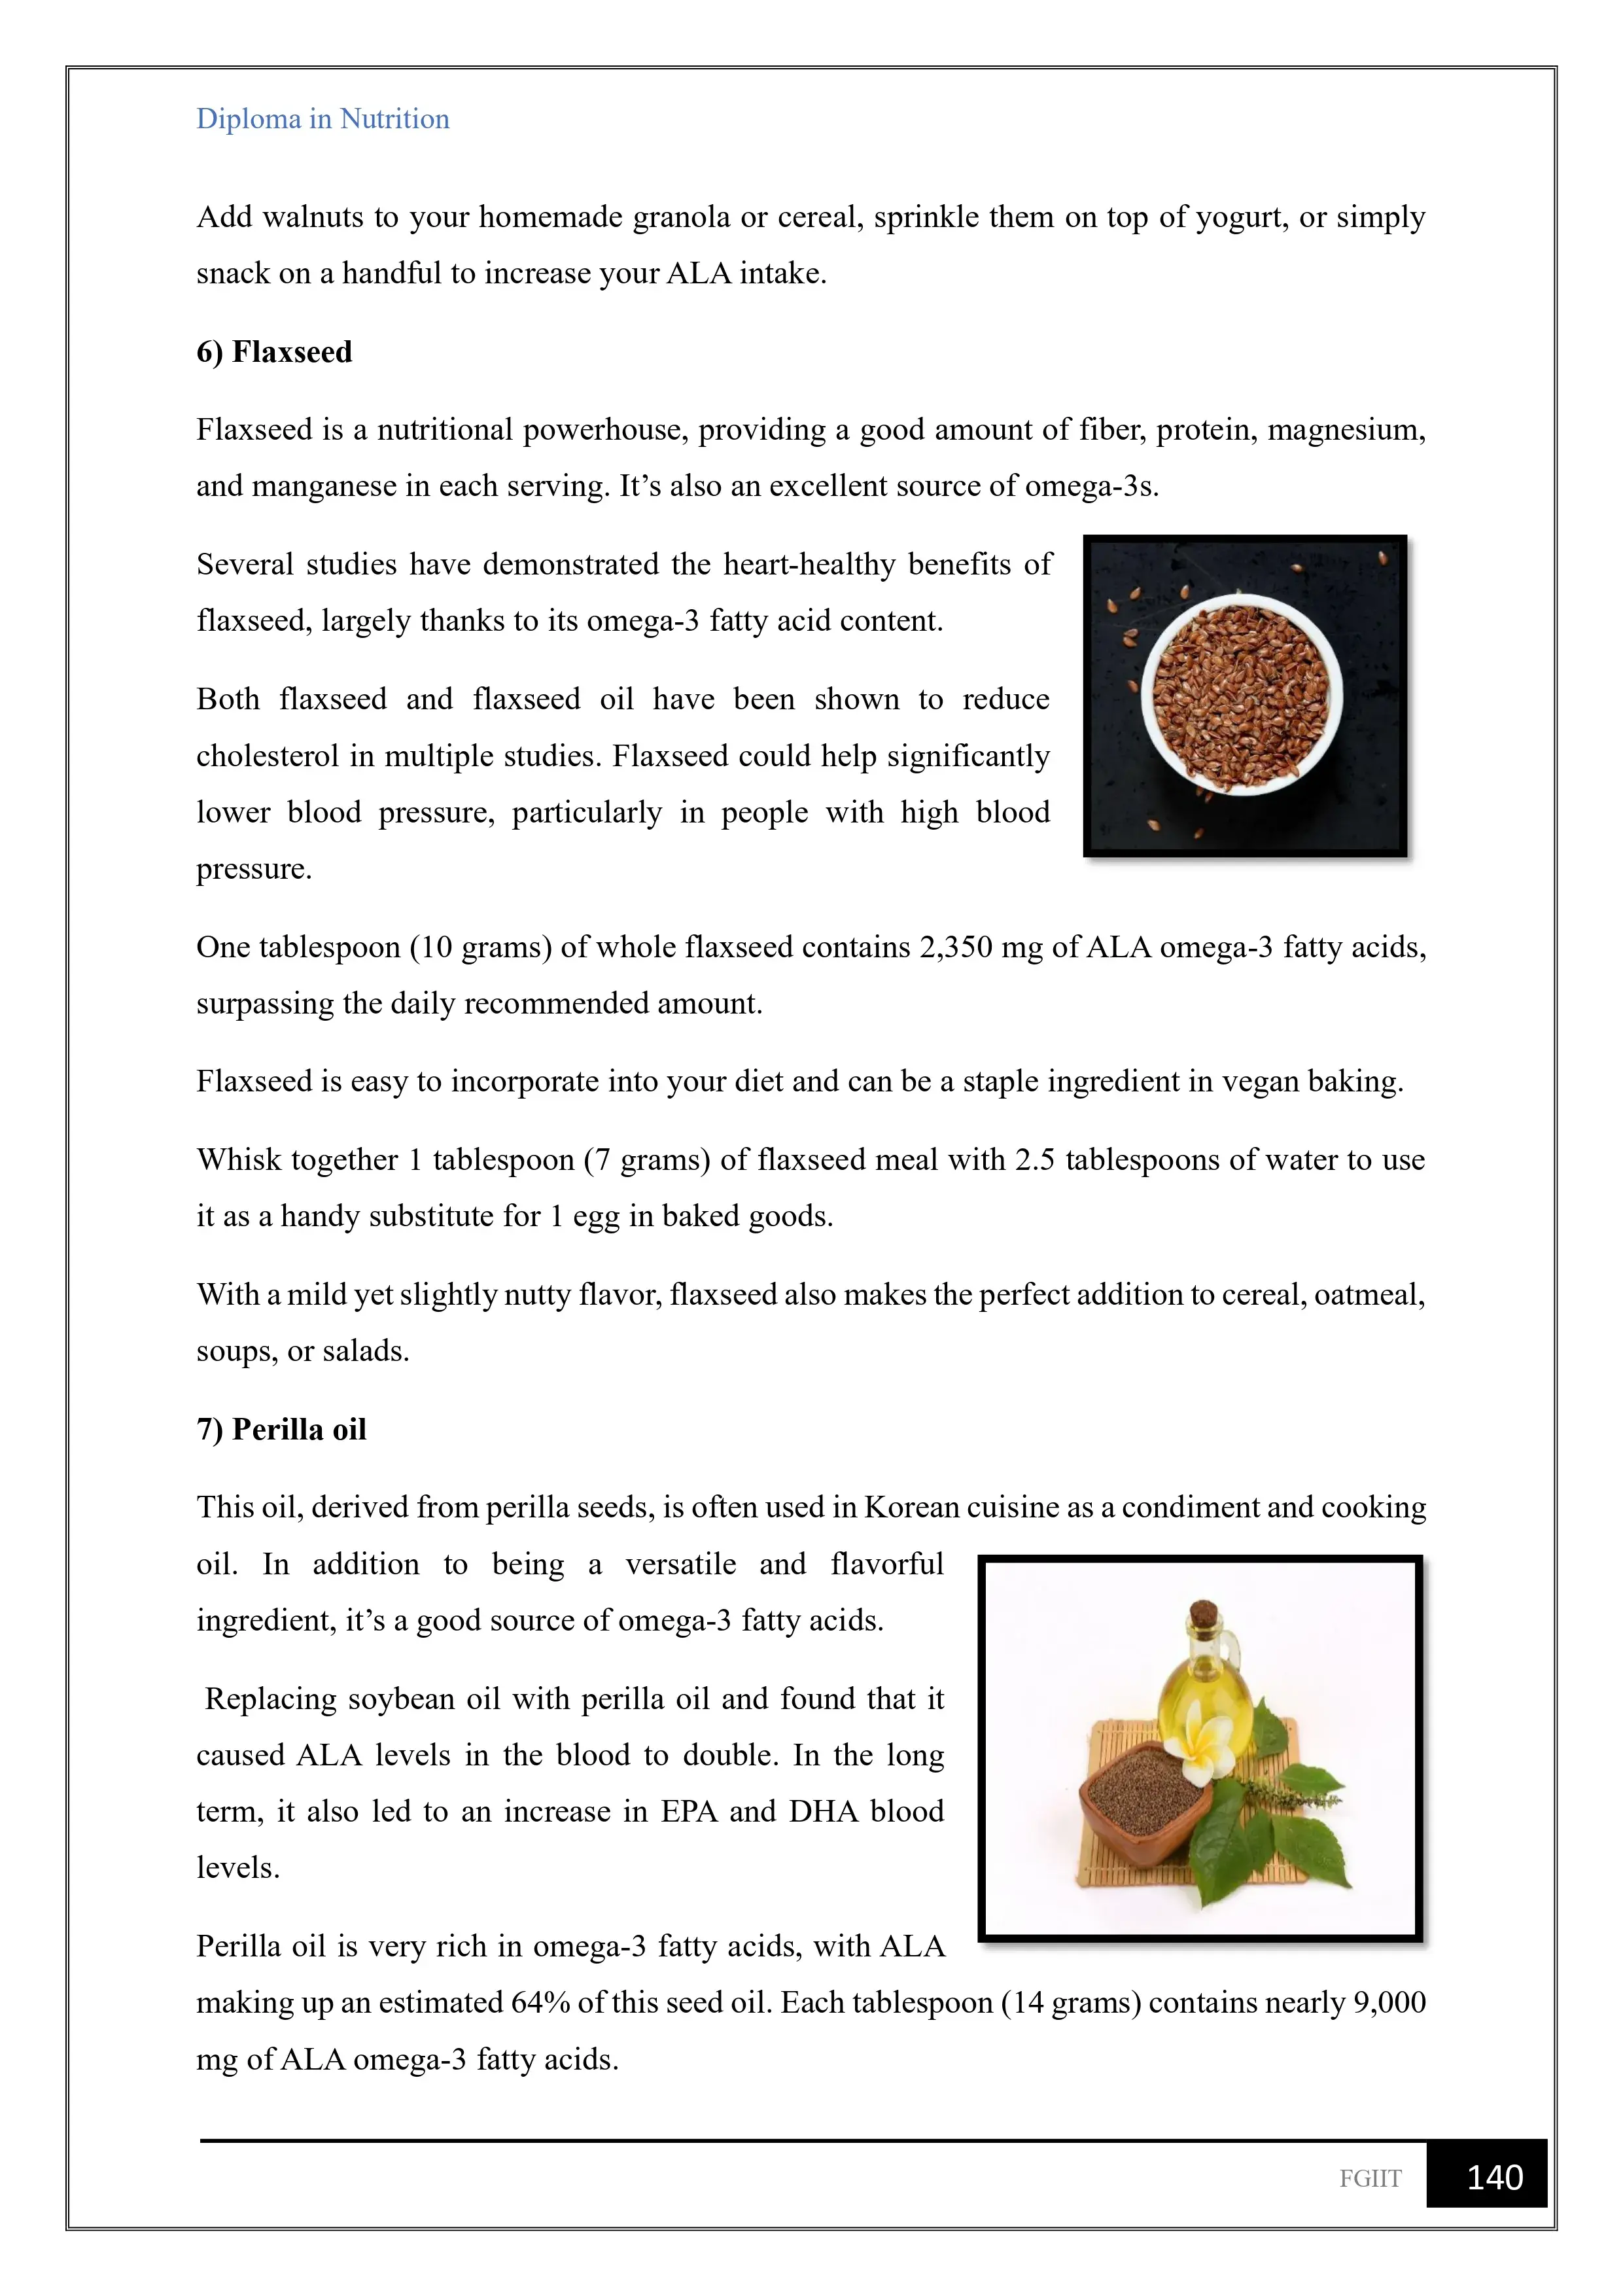 Diploma in Nutrition
Add walnuts to your homemade granola or cereal, sprinkle them on top of yogurt, or simply
snack on a handful to increase your ALA intake.
6) Flaxseed
Flaxseed is a nutritional powerhouse, providing a good amount of fiber, protein, magnesium,
and manganese in each serving. It’s also an excellent source of omega-3s.
Several studies have demonstrated the heart-healthy benefits of
flaxseed, largely thanks to its omega-3 fatty acid content.
Both flaxseed and flaxseed oil have been shown to reduce
cholesterol in multiple studies. Flaxseed could help significantly
lower blood pressure, particularly in people with high blood
pressure.
One tablespoon (10 grams) of whole flaxseed contains 2,350 mg of ALA omega-3 fatty acids,
surpassing the daily recommended amount.
Flaxseed is easy to incorporate into your diet and can be a staple ingredient in vegan baking.
Whisk together 1 tablespoon (7 grams) of flaxseed meal with 2.5 tablespoons of water to use
it as a handy substitute for 1 egg in baked goods.
With a mild yet slightly nutty flavor, flaxseed also makes the perfect addition to cereal, oatmeal,
soups, or salads.
7) Perilla oil
This oil, derived from perilla seeds, is often used in Korean cuisine as a condiment and cooking
oil. In addition to being a versatile and flavorful
ingredient, it’s a good source of omega-3 fatty acids.
Replacing soybean oil with perilla oil and found that it
caused ALA levels in the blood to double. In the long
term, it also led to an increase in EPA and DHA blood
levels.
Perilla oil is very rich in omega-3 fatty acids, with ALA
making up an estimated 64% of this seed oil. Each tablespoon (14 grams) contains nearly 9,000
mg of ALA omega-3 fatty acids.
FGIIT 140